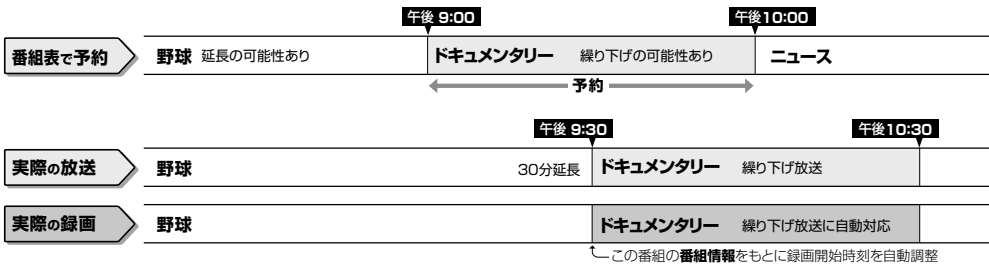 午後 9:00 午後10:00
番組表で予約 野球 延長の可能性あり ドキュメンタリー 繰り下げの可能性あり ニュース
予約
午後 9:30 午後10:30
実際の放送 野球 30分延長 ドキュメンタリー 繰り下げ放送
実際の録画 野球 ドキュメンタリー 繰り下げ放送に自動対応
この番組の番組情報をもとに録画開始時刻を自動調整